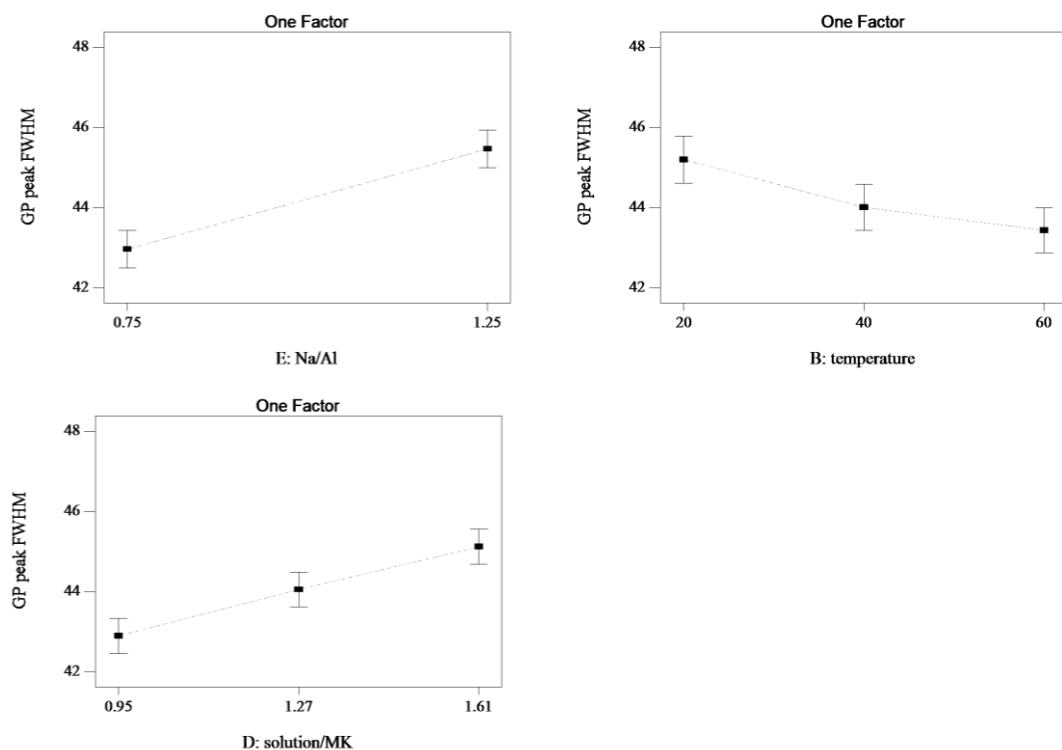 One Factor
48
46
44
42
GP peak FWHM
0.75
1.25
E: Na/Al
One Factor
48
46
44
42
GP peak FWHM
20
40
60
B: temperature
One Factor
48
46
44
42
GP peak FWHM
0.95
1.27
1.61
D: solution/MK